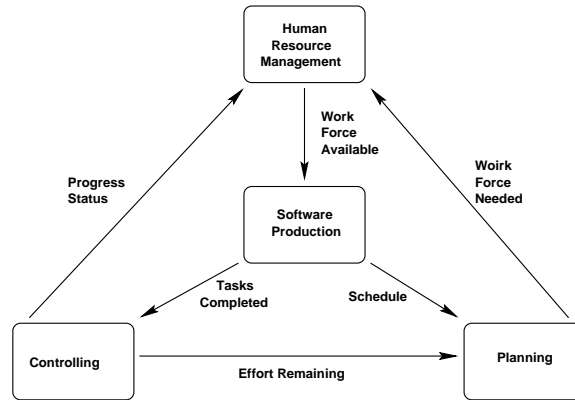 Human
Resource
Management
Work
Force
Available
Progress
Status
Woirk
Force
Needed
Software
Production
Tasks
Completed
Schedule
Controlling
Effort Remaining
Planning